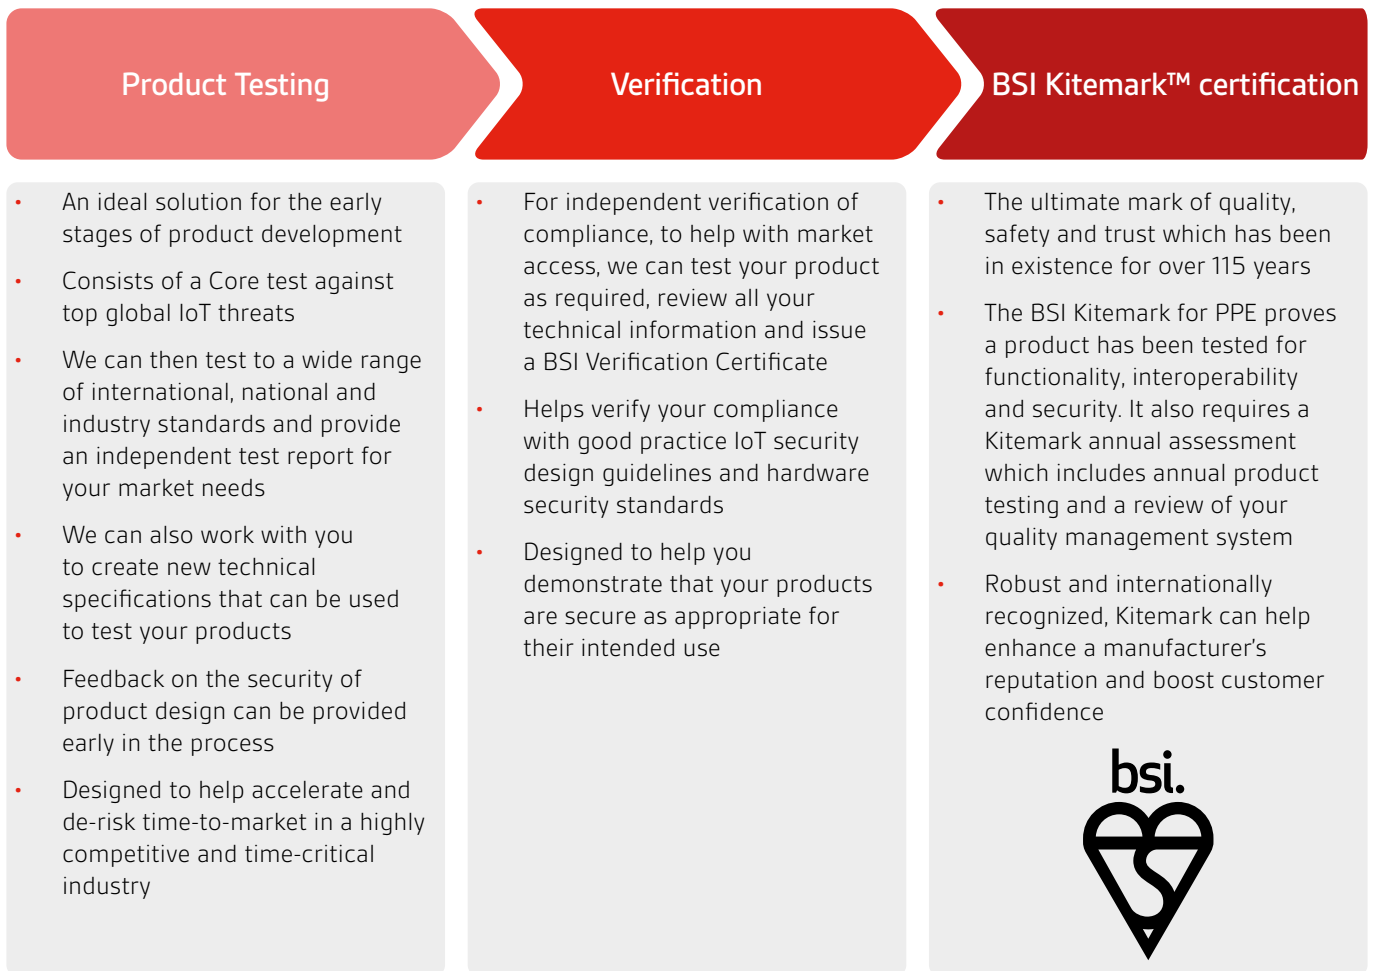 Product Testing
Verification
BSI Kitemark™ certification
• An ideal solution for the early
stages of product development
• Consists of a Core test against
top global IoT threats
• We can then test to a wide range
of international, national and
industry standards and provide
an independent test report for
your market needs
• We can also work with you
to create new technical
specifications that can be used
to test your products
• Feedback on the security of
product design can be provided
early in the process
• Designed to help accelerate and
de-risk time-to-market in a highly
competitive and time-critical
industry
• For independent verification of
compliance, to help with market
access, we can test your product
as required, review all your
technical information and issue
a BSI Verification Certificate
• Helps verify your compliance
with good practice IoT security
design guidelines and hardware
security standards
• Designed to help you
demonstrate that your products
are secure as appropriate for
their intended use
• The ultimate mark of quality,
safety and trust which has been
in existence for over 115 years
• The BSI Kitemark for PPE proves
a product has been tested for
functionality, interoperability
and security. It also requires a
Kitemark annual assessment
which includes annual product
testing and a review of your
quality management system
• Robust and internationally
recognized, Kitemark can help
enhance a manufacturer’s
reputation and boost customer
confidence
bsi.